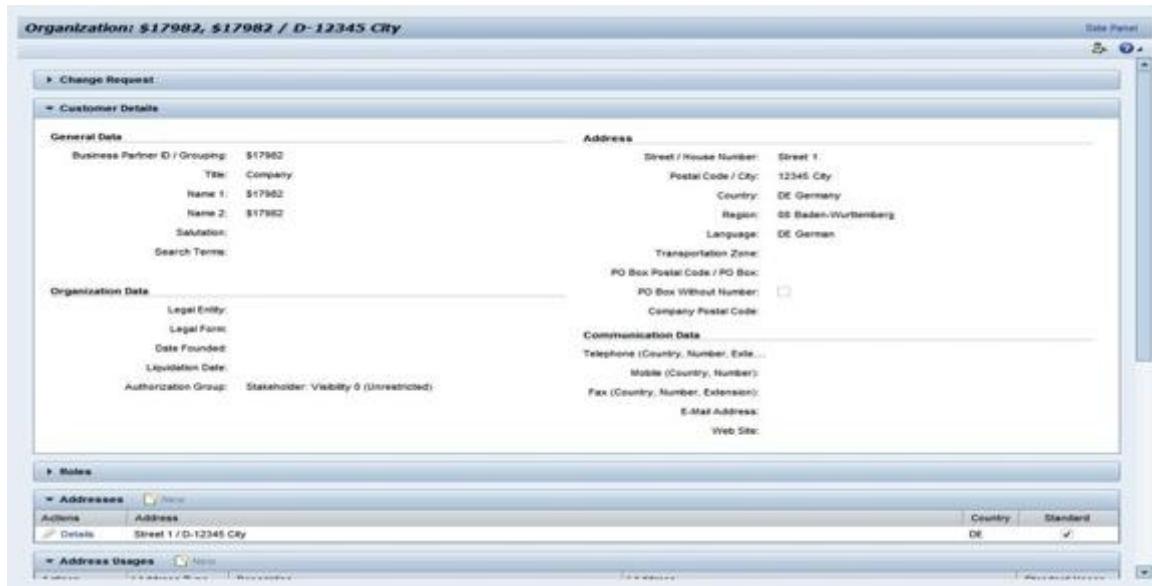 Organization: $17982, $17982 / D-12345 City
Data Panel
Change Request
Customer Details
General Data
Business Partner ID / Grouping: $17982
Title: Company
Name 1: $17982
Name 2: $17982
Salutation:
Search Terms:
Organization Data
Legal Entity:
Legal Form:
Date Founded:
Liquidation Date:
Authorization Group: Stakeholder: Visibility 0 (Unrestricted)
Address
Street / House Number: Street 1
Postal Code / City: 12345 City
Country: DE Germany
Region: 08 Baden-Wurttemberg
Language: DE German
Transportation Zone:
PO Box Postal Code / PO Box:
PO Box Without Number:
Company Postal Code:
Communication Data
Telephone (Country, Number, Exte...
Mobile (Country, Number):
Fax (Country, Number, Extension):
E-Mail Address:
Web Site:
Roles
Addresses New
Actions Address Country Standard
Details Street 1 / D-12345 City DE
Address Usages New